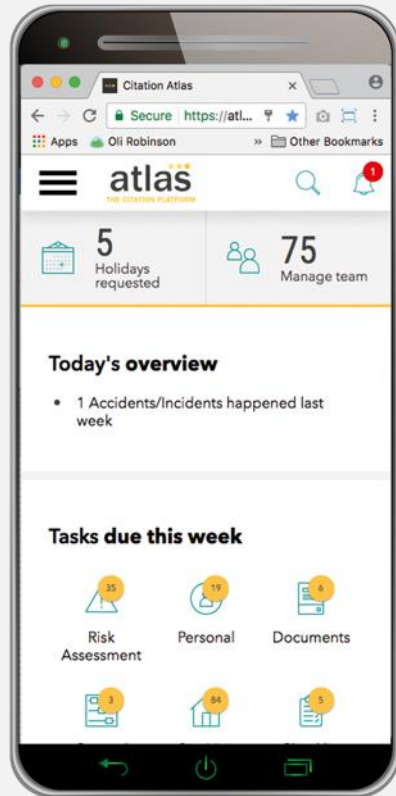 Citation Atlas
Secure https://atl...
Apps Oli Robinson » Other Bookmarks
atlas
THE CITATION PLATFORM
1
5
Holidays
requested
75
Manage team
Today's overview
• 1 Accidents/Incidents happened last
week
Tasks due this week
35
19
6
Risk
Assessment
Personal
Documents
3
84
5